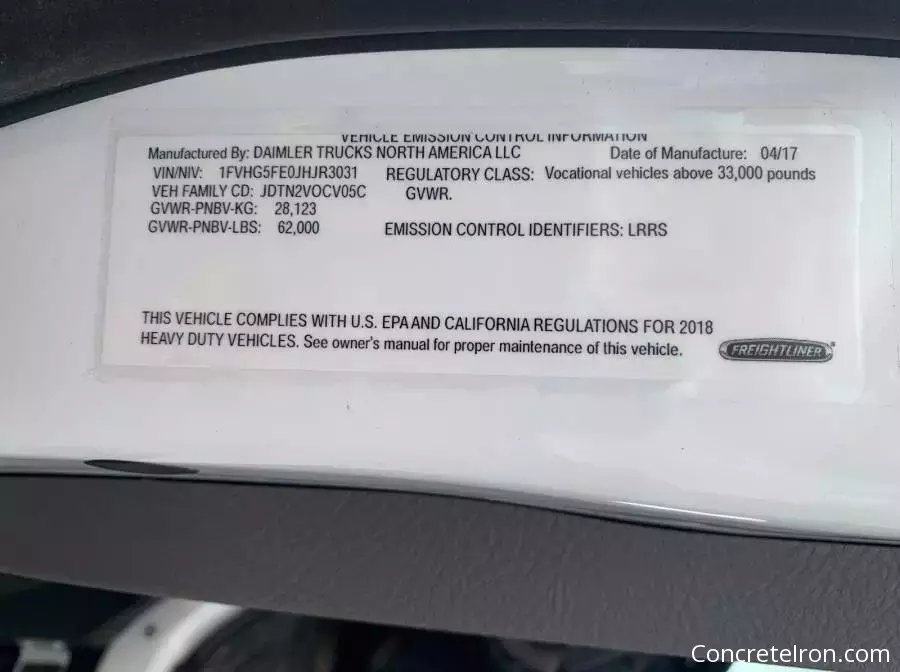 VEHICLE EMISSION CONTROL INFORMATION
Manufactured By: DAIMLER TRUCKS NORTH AMERICA LLC Date of Manufacture: 04/17
VIN/NIV: 1FVHG5FE0JHJR3031 REGULATORY CLASS: Vocational vehicles above 33,000 pounds
VEH FAMILY CD: JDTN2VOCV05C GVWR.
GVWR-PNBV-KG: 28,123
GVWR-PNBV-LBS: 62,000 EMISSION CONTROL IDENTIFIERS: LRRS
THIS VEHICLE COMPLIES WITH U.S. EPA AND CALIFORNIA REGULATIONS FOR 2018
HEAVY DUTY VEHICLES. See owner's manual for proper maintenance of this vehicle.
FREIGHTLINER
ConcreteIron.com